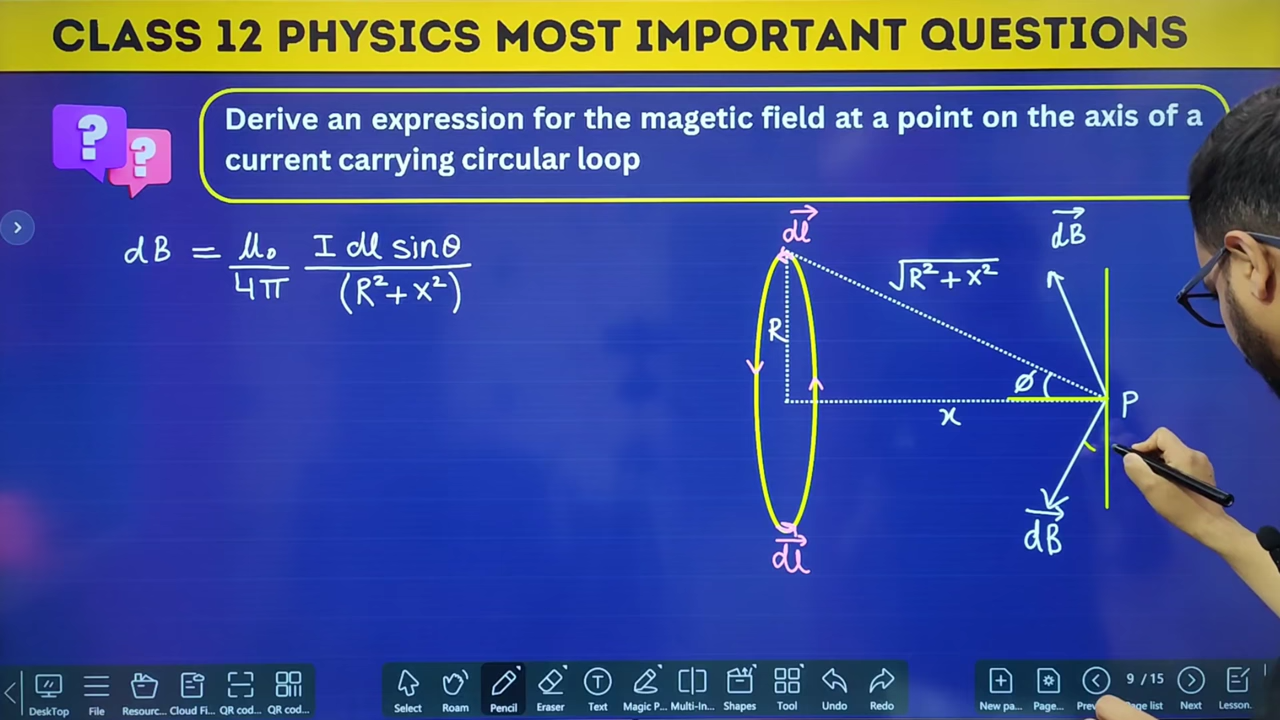 CLASS 12 PHYSICS MOST IMPORTANT QUESTIONS
? ?
Derive an expression for the magetic field at a point on the axis of a
current carrying circular loop
dB = μ₀/4π I dl sinθ/(R²+x²)
dl
dB
√R²+x²
R
ø
P
x
dB
dl
DeskTop File Resourc... Cloud Fi... QR cod... QR cod... Select Roam Pencil Eraser Text Magic P... Multi-In... Shapes Tool Undo Redo New pa... Page... 9 / 15 Next Lesson.